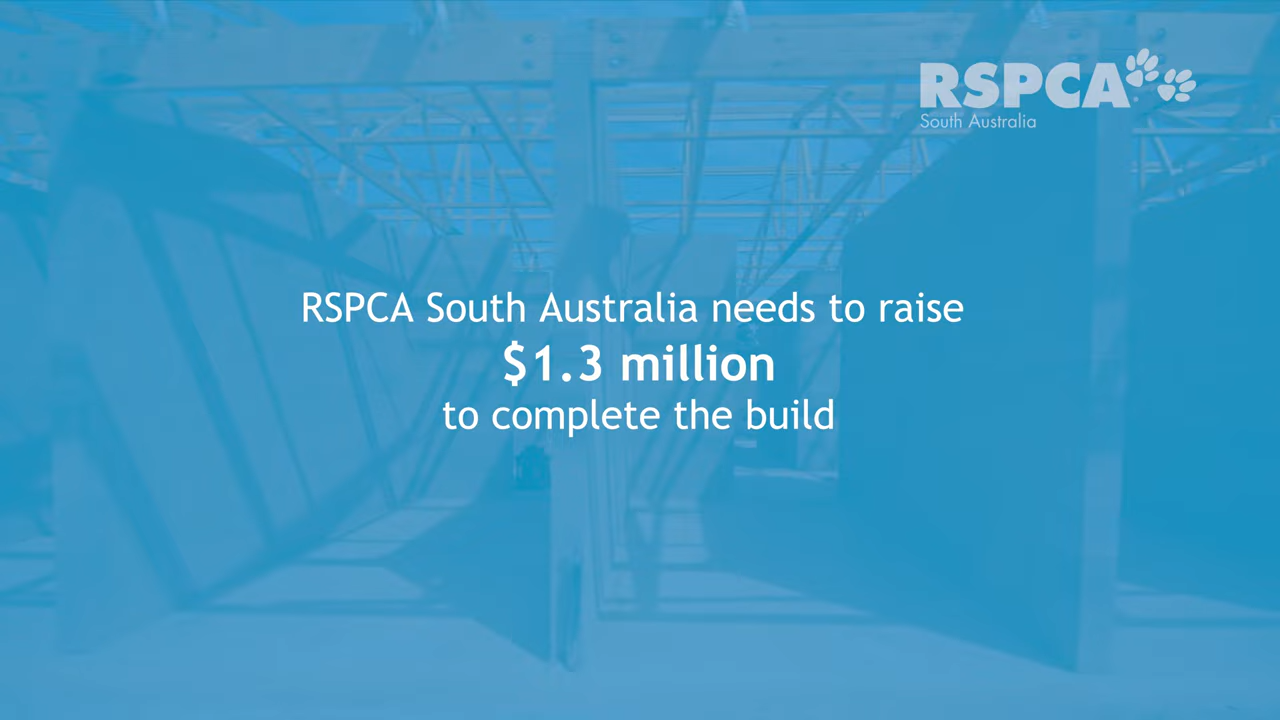 RSPCA
South Australia
RSPCA South Australia needs to raise
$1.3 million
to complete the build